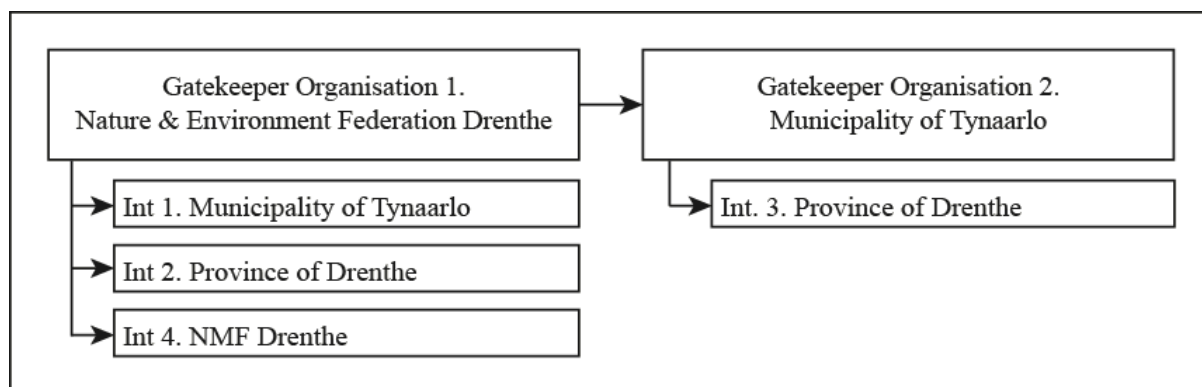 Gatekeeper Organisation 1.
Nature & Environment Federation Drenthe
Int 1. Municipality of Tynaarlo
Int 2. Province of Drenthe
Int 4. NMF Drenthe
Gatekeeper Organisation 2.
Municipality of Tynaarlo
Int. 3. Province of Drenthe